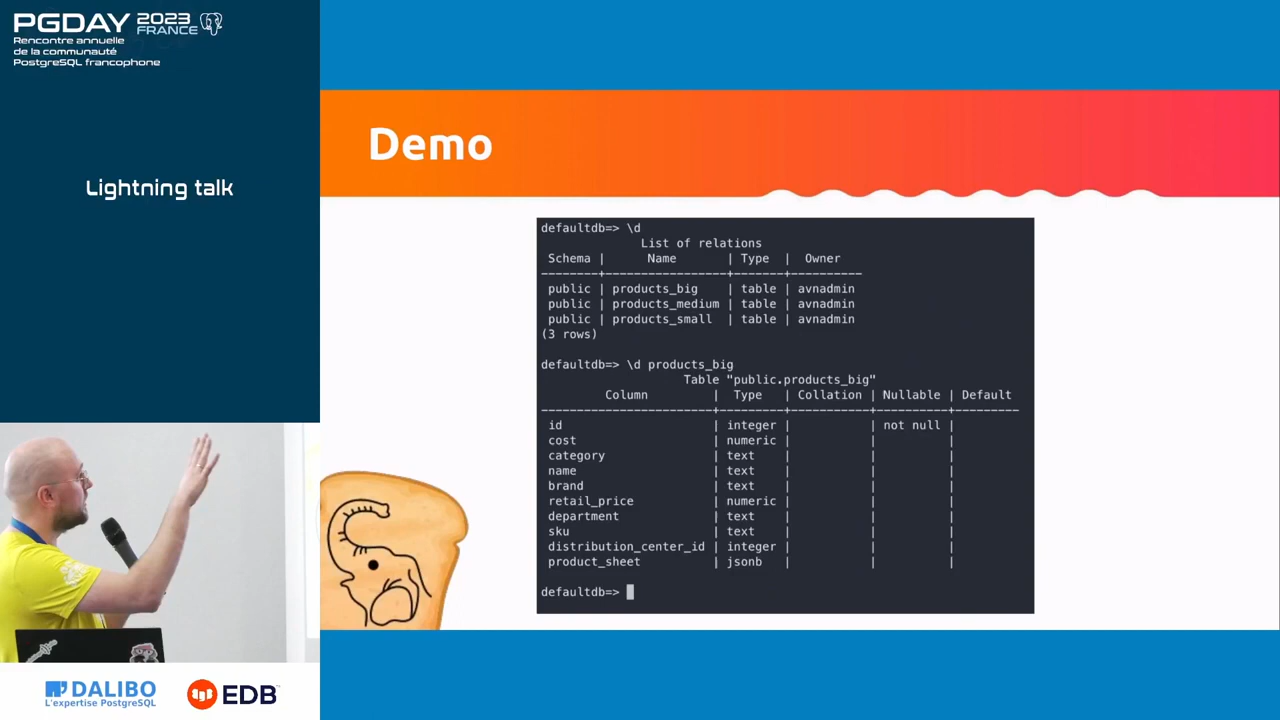 PGDAY 2023 FRANCE
Rencontre annuelle
de la communauté
PostgreSQL francophone
Lightning talk
Demo
defaultdb=> \d
List of relations
Schema | Name | Type | Owner
--------+-----------------+-------+----------
public | products_big | table | avnadmin
public | products_medium | table | avnadmin
public | products_small | table | avnadmin
(3 rows)
defaultdb=> \d products_big
Table "public.products_big"
Column | Type | Collation | Nullable | Default
------------------------+---------+-----------+----------+---------
id | integer | | not null |
cost | numeric | | |
category | text | | |
name | text | | |
brand | text | | |
retail_price | numeric | | |
department | text | | |
sku | text | | |
distribution_center_id | integer | | |
product_sheet | jsonb | | |
defaultdb=>
DALIBO
L'expertise PostgreSQL
EDB